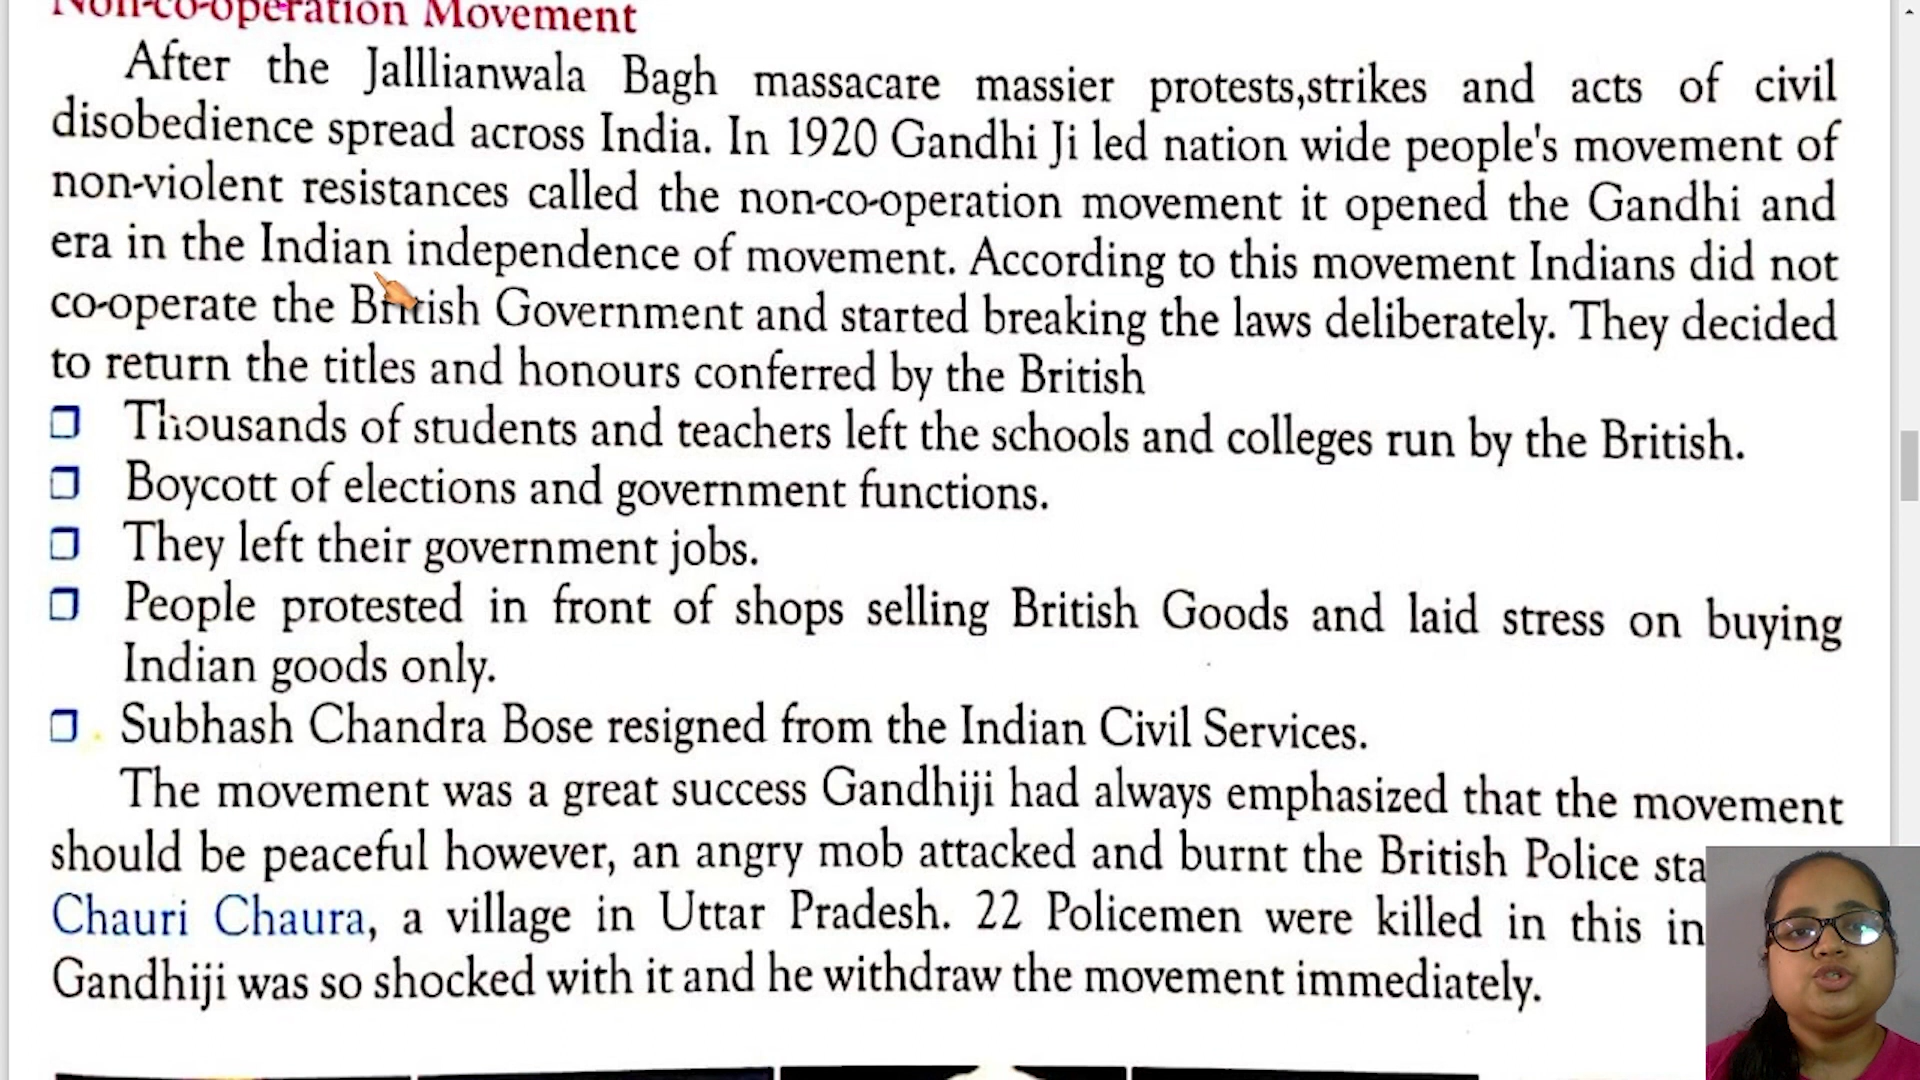 Non-co-operation Movement
After the Jalllianwala Bagh massacare massier protests,strikes and acts of civil
disobedience spread across India. In 1920 Gandhi Ji led nation wide people's movement of
non-violent resistances called the non-co-operation movement it opened the Gandhi and
era in the Indian independence of movement. According to this movement Indians did not
co-operate the British Government and started breaking the laws deliberately. They decided
to return the titles and honours conferred by the British
Thousands of students and teachers left the schools and colleges run by the British.
Boycott of elections and government functions.
They left their government jobs.
People protested in front of shops selling British Goods and laid stress on buying
Indian goods only.
Subhash Chandra Bose resigned from the Indian Civil Services.
The movement was a great success Gandhiji had always emphasized that the movement
should be peaceful however, an angry mob attacked and burnt the British Police sta
Chauri Chaura, a village in Uttar Pradesh. 22 Policemen were killed in this in
Gandhiji was so shocked with it and he withdraw the movement immediately.